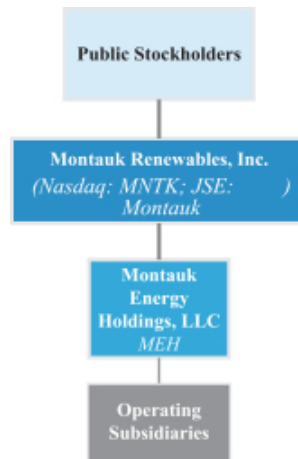 Public Stockholders
Montauk Renewables, Inc.
(Nasdaq: MNTK; JSE: )
Montauk
Montauk
Energy
Holdings, LLC
MEH
Operating
Subsidiaries